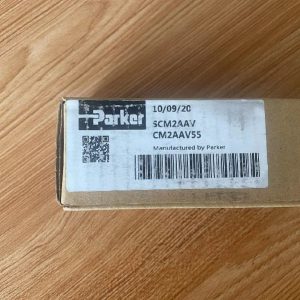 Parker
10/09/20
SCM2AAV
CM2AAV55
Manufactured by Parker